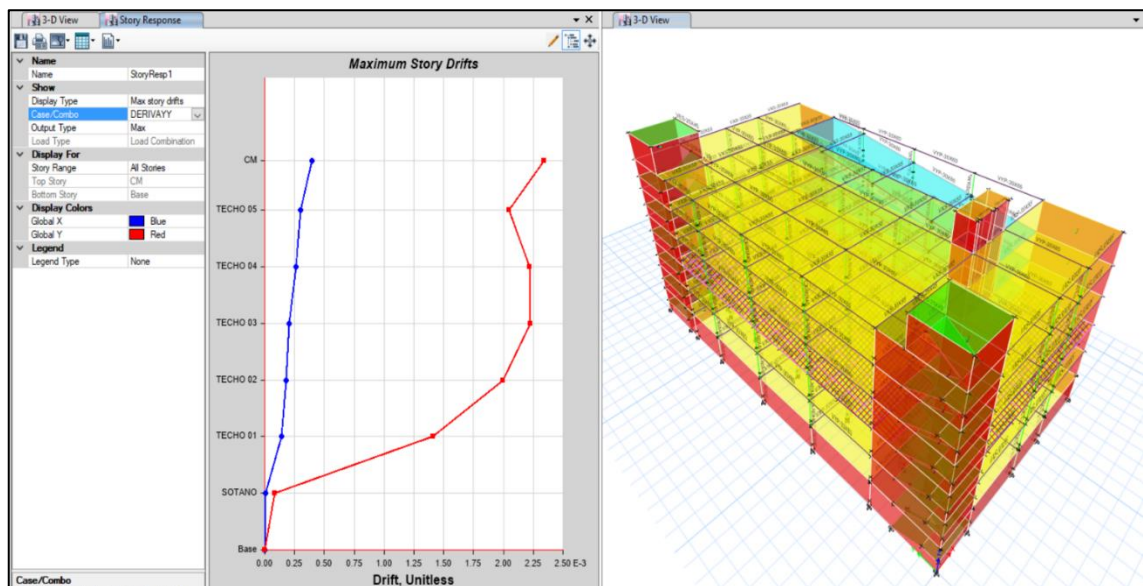 3-D View
Story Response
Name
Name StoryResp1
Show
Display Type Max story drifts
Case/Combo DERIVAYY
Output Type Max
Load Type Load Combination
Display For
Story Range All Stories
Top Story CM
Bottom Story Base
Display Colors
Global X Blue
Global Y Red
Legend
Legend Type None
Case/Combo
Maximum Story Drifts
CM
TECHO 05
TECHO 04
TECHO 03
TECHO 02
TECHO 01
SOTANO
Base
0.00 0.25 0.50 0.75 1.00 1.25 1.50 1.75 2.00 2.25 2.50 E-3
Drift, Unitless
3-D View